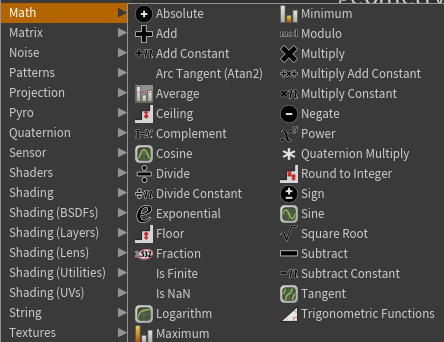 Math
Matrix
Noise
Patterns
Projection
Pyro
Quaternion
Sensor
Shaders
Shading
Shading (BSDFs)
Shading (Layers)
Shading (Lens)
Shading (Utilities)
Shading (UVs)
String
Textures
Absolute
Add
+n Add Constant
Arc Tangent (Atan2)
Average
Ceiling
1-X Complement
Cosine
Divide
÷n Divide Constant
e Exponential
Floor
.512 Fraction
Is Finite
Is NaN
Logarithm
Maximum
Minimum
mod Modulo
Multiply
+x+ Multiply Add Constant
×n Multiply Constant
Negate
Power
Quaternion Multiply
Round to Integer
Sign
Sine
Square Root
Subtract
-n Subtract Constant
Tangent
Trigonometric Functions